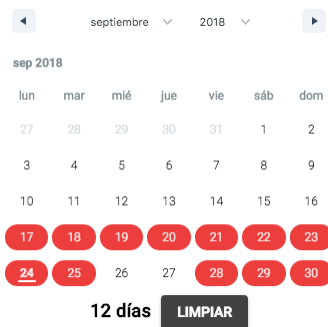 septiembre 2018
sep 2018
lun mar mié jue vie sáb dom
27 28 29 30 31 1 2
3 4 5 6 7 8 9
10 11 12 13 14 15 16
17 18 19 20 21 22 23
24 25 26 27 28 29 30
12 días LIMPIAR